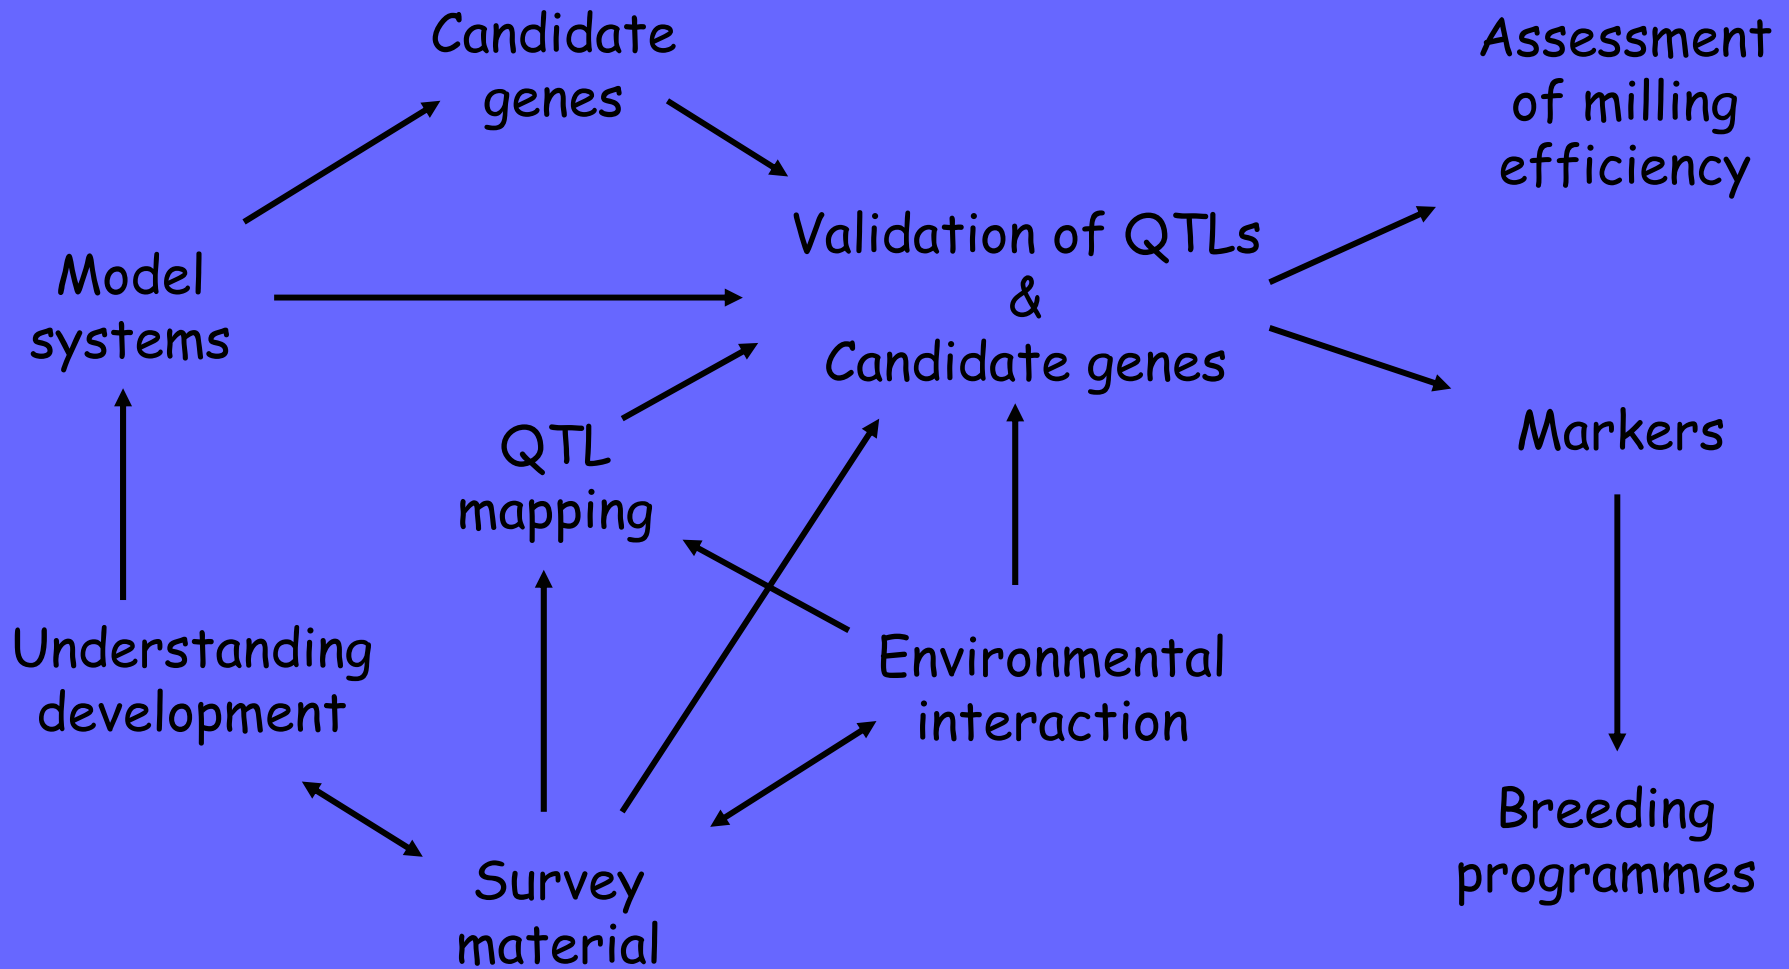 Candidate
genes
Assessment
of milling
efficiency
Validation of QTLs
&
Candidate genes
Model
systems
QTL
mapping
Markers
Understanding
development
Environmental
interaction
Breeding
programmes
Survey
material